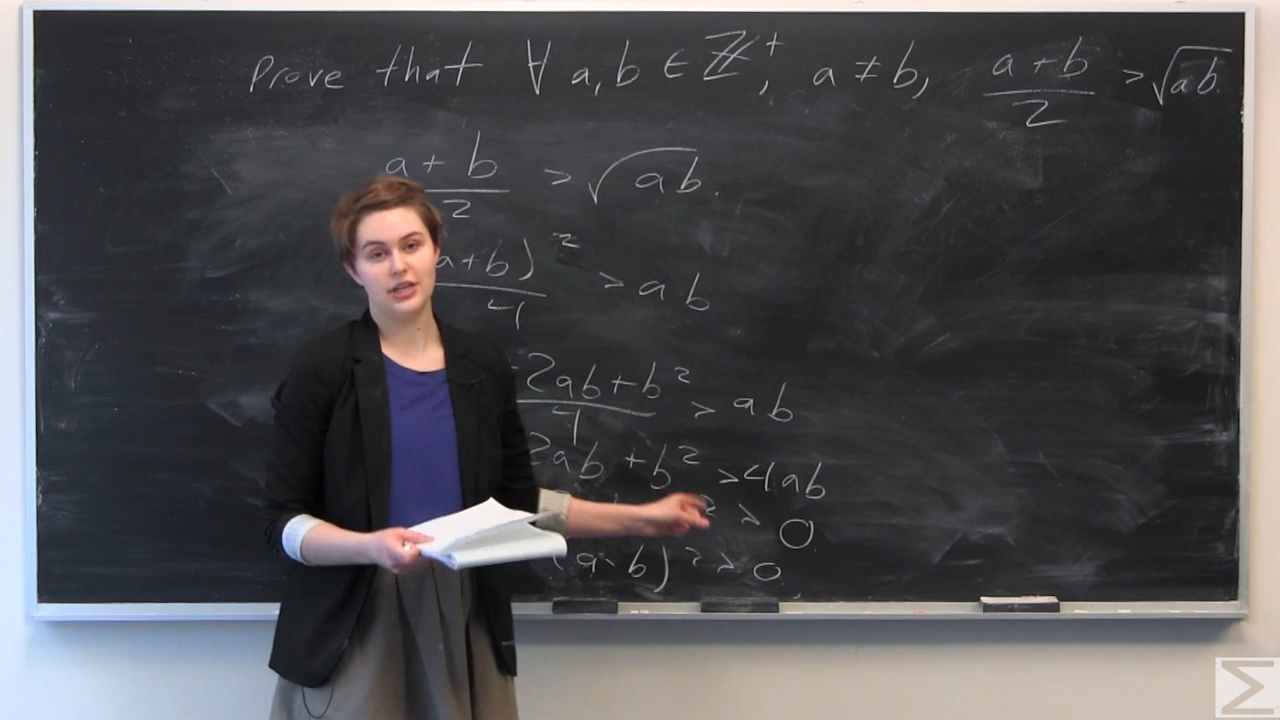 Prove that ∀ a,b ∈ ℤ⁺, a ≠ b, (a+b)/2 > √ab.
(a+b)/2 > √ab.
a+b)²/4 > ab
2ab+b²/4 > ab
2ab+b² > 4ab
² > 0.
(a-b)² > 0
Σ